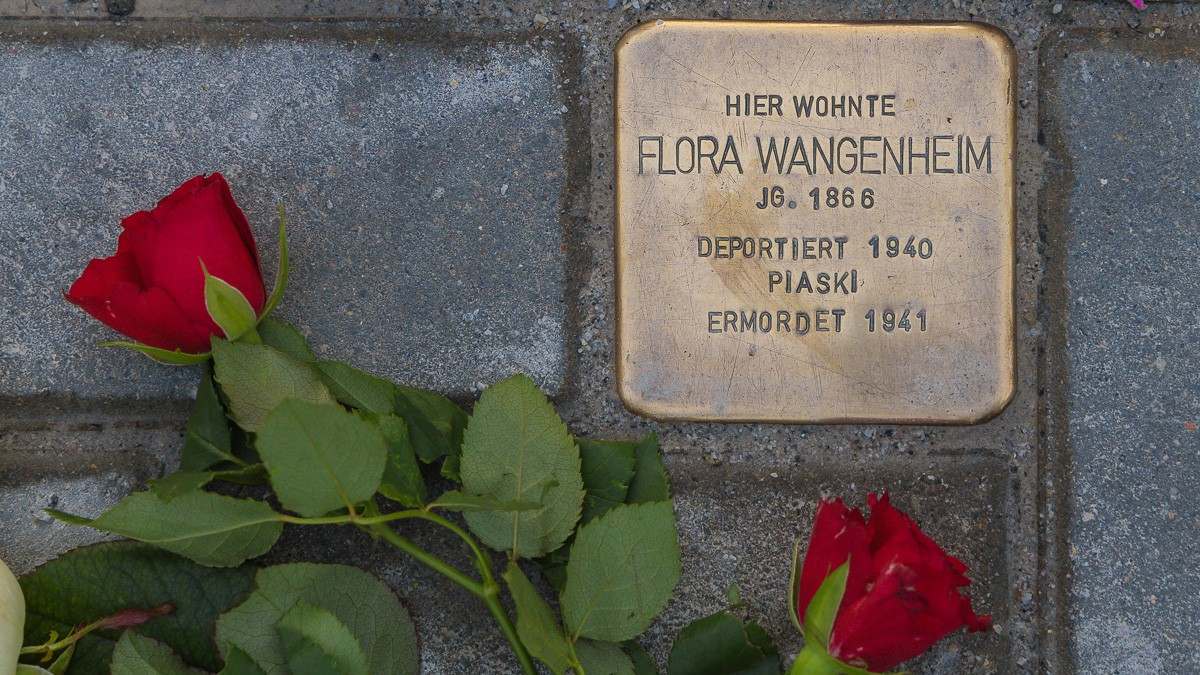 HIER WOHNTE
FLORA WANGENHEIM
JG. 1866
DEPORTIERT 1940
PIASKI
ERMORDET 1941